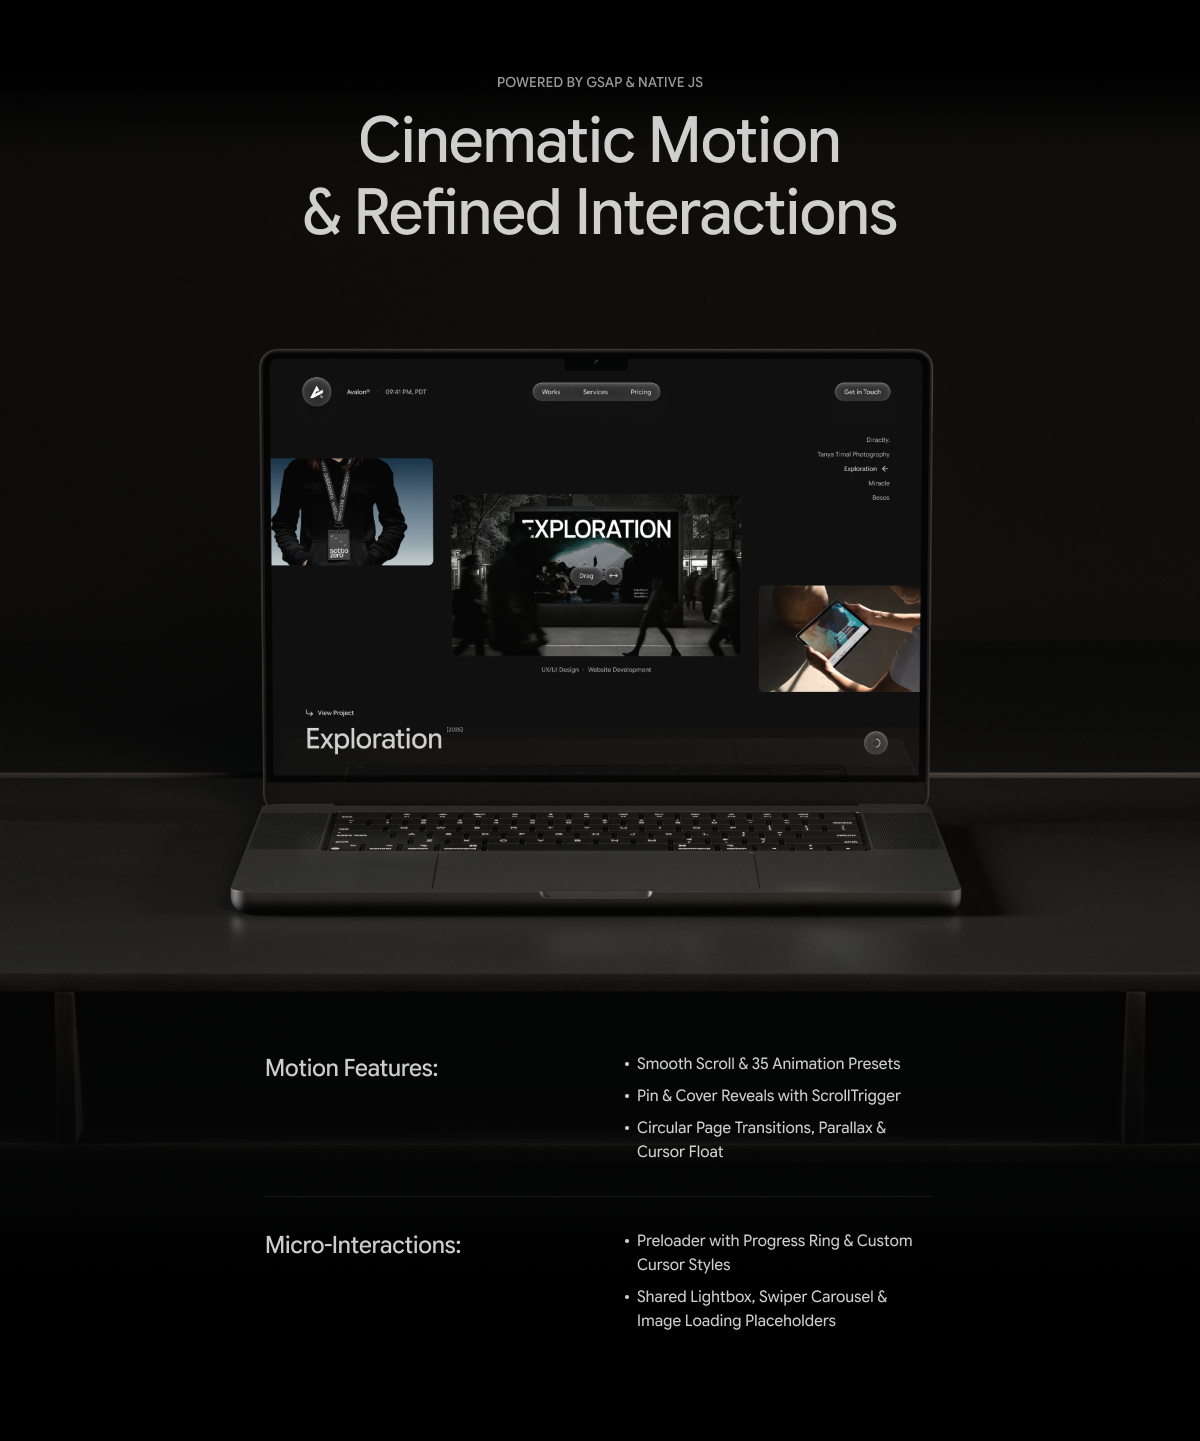 POWERED BY GSAP & NATIVE JS
Cinematic Motion
& Refined Interactions
Avalon®
09:41 PM, PDT
Works
Services
Pricing
Get in Touch
Directly.
Tanya Timal Photography
Exploration
Miracle
Besos
sotto
zero
EXPLORATION
Drag
UX/UI Design · Website Development
View Project
Exploration
[2025]
Motion Features:
• Smooth Scroll & 35 Animation Presets
• Pin & Cover Reveals with ScrollTrigger
• Circular Page Transitions, Parallax &
Cursor Float
Micro-Interactions:
• Preloader with Progress Ring & Custom
Cursor Styles
• Shared Lightbox, Swiper Carousel &
Image Loading Placeholders